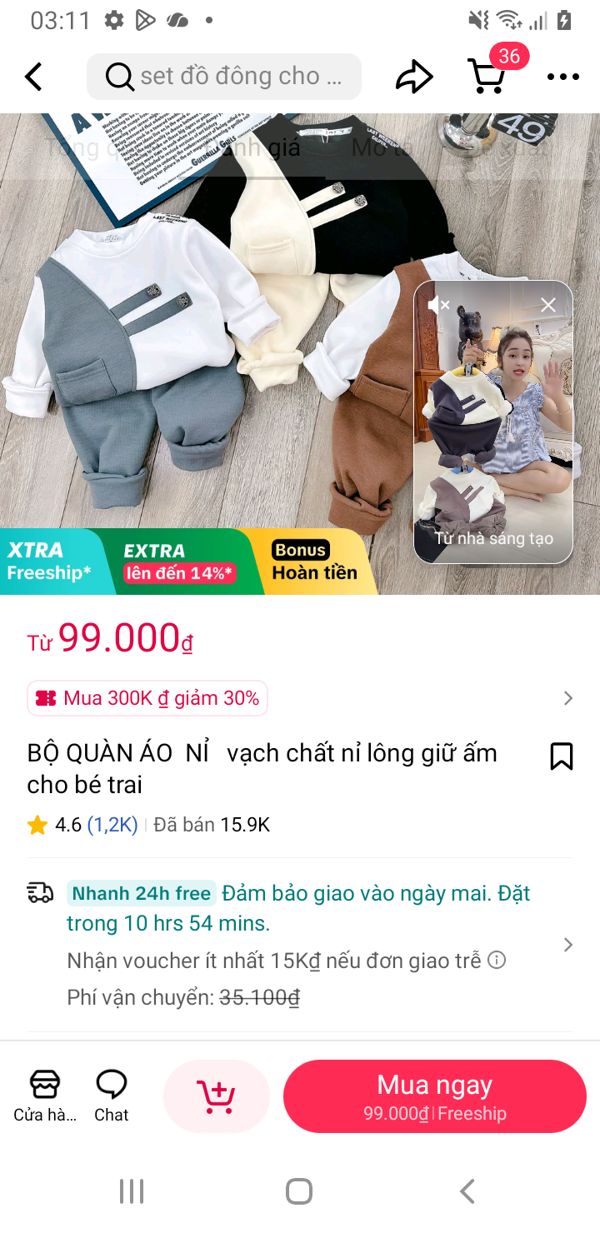 03:11
36
set đồ đông cho ...
GUERILLA GIRLS
49
Từ nhà sáng tạo
XTRA
Freeship*
EXTRA
lên đến 14%*
Bonus
Hoàn tiền
Từ 99.000₫
Mua 300K ₫ giảm 30%
BỘ QUÀN ÁO NỈ vạch chất nỉ lông giữ ấm
cho bé trai
4.6 (1,2K) Đã bán 15.9K
Nhanh 24h free Đảm bảo giao vào ngày mai. Đặt
trong 10 hrs 54 mins.
Nhận voucher ít nhất 15K₫ nếu đơn giao trễ
Phí vận chuyển: 35.100₫
Cửa hà...
Chat
Mua ngay
99.000₫ Freeship